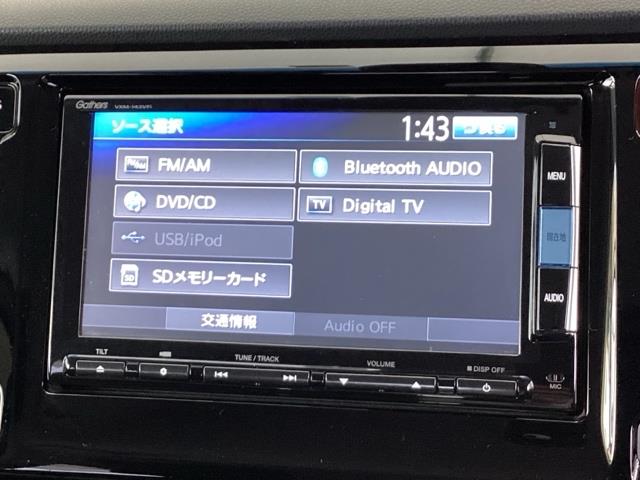 Gathers
ソース選択
1:43
戻る
FM/AM
Bluetooth AUDIO
DVD/CD
TV
Digital TV
USB/iPod
SD
SDメモリーカード
交通情報
Audio OFF
MENU
現在地
AUDIO
TILT
TUNE / TRACK
VOLUME
DISP OFF
MIC